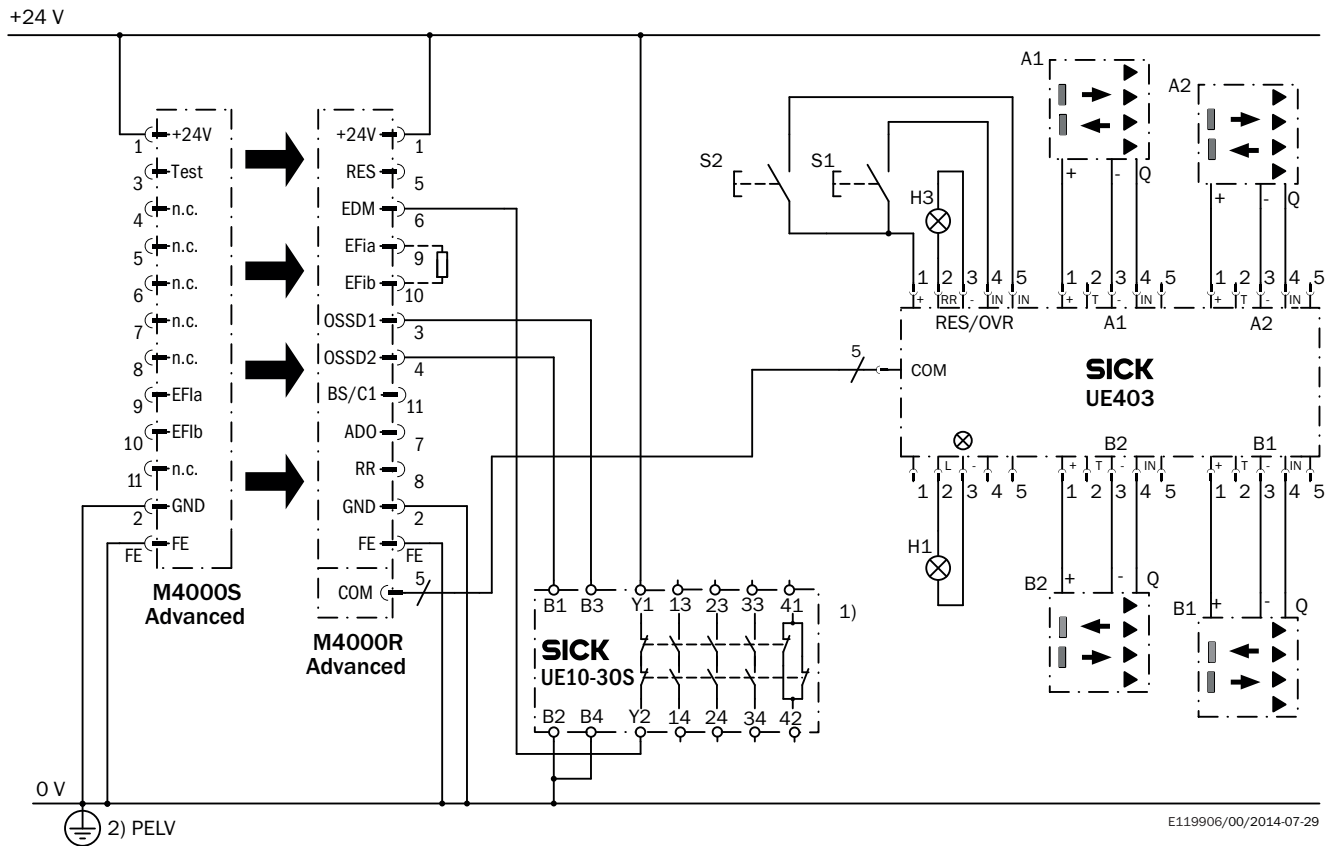 +24 V
+24V
1
Test
3
n.c.
4
n.c.
5
n.c.
6
n.c.
7
n.c.
8
EFIa
9
EFIb
10
n.c.
11
GND
2
FE
FE
M4000S
Advanced
+24V
1
RES
5
EDM
6
EFia
9
EFib
10
OSSD1
3
OSSD2
4
BS/C1
11
ADO
7
RR
8
GND
2
FE
FE
COM
5
M4000R
Advanced
B1 B3 Y1 13 23 33 41
1)
SICK
UE10-30S
B2 B4 Y2 14 24 34 42
S2
S1
H3
A1
+ - Q
A2
+ - Q
1 2 3 4 5
+ RR - IN IN
RES/OVR
1 2 3 4 5
+ T - IN
A1
1 2 3 4 5
+ T - IN
A2
5
COM
SICK
UE403
L -
1 2 3 4 5
B2
+ T - IN
1 2 3 4 5
B1
+ T - IN
1 2 3 4 5
H1
B2
+ - Q
B1
+ - Q
0 V
2) PELV
E119906/00/2014-07-29